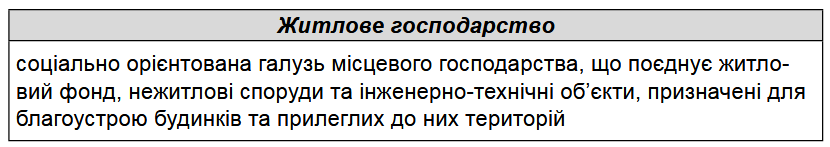 Житлове господарство
соціально орієнтована галузь місцевого господарства, що поєднує житло-
вий фонд, нежитлові споруди та інженерно-технічні об’єкти, призначені для
благоустрою будинків та прилеглих до них територій